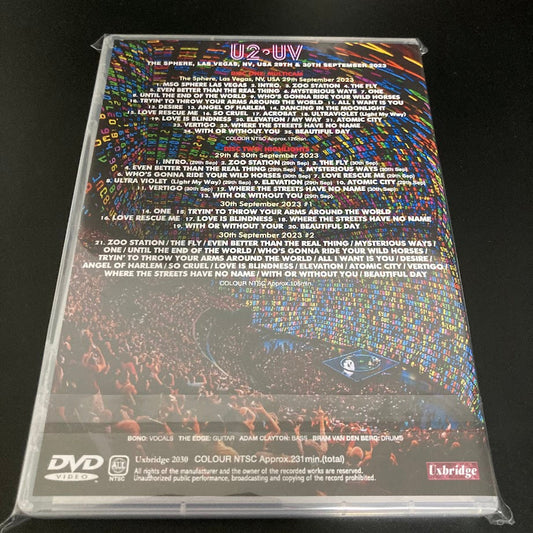 U2·UV
THE SPHERE, LAS VEGAS, NV, USA 29TH & 30TH SEPTEMBER 2023
DISC ONE: MULTICAM
The Sphere, Las Vegas, NV, USA 29th September 2023
1. MSG SPHERE LAS VEGAS 2. INTRO. 3. ZOO STATION 4. THE FLY
5. EVEN BETTER THAN THE REAL THING 6. MYSTERIOUS WAYS 7. ONE
8. UNTIL THE END OF THE WORLD 9. WHO'S GONNA RIDE YOUR WILD HORSES
10. TRYIN' TO THROW YOUR ARMS AROUND THE WORLD 11. ALL I WANT IS YOU
12. DESIRE 13. ANGEL OF HARLEM 14. DANCING IN THE MOONLIGHT
15. LOVE RESCUE ME 16. SO CRUEL 17. ACROBAT 18. ULTRAVIOLET (Light My Way)
19. LOVE IS BLINDNESS 20. ELEVATION / MY WAY 21. ATOMIC CITY
22. VERTIGO 23. WHERE THE STREETS HAVE NO NAME
24. WITH OR WITHOUT YOU 25. BEAUTIFUL DAY
COLOUR NTSC Approx.126min.
DISC TWO: HIGHLIGHTS
29th & 30th September 2023
1. INTRO. (29th Sep) 2. ZOO STATION (29th Sep) 3. THE FLY (30th Sep)
4. EVEN BETTER THAN THE REAL THING (30th Sep) 5. MYSTERIOUS WAYS (30th Sep)
6. WHO'S GONNA RIDE YOUR WILD HORSES (30th Sep) 7. LOVE RESCUE ME (29th Sep)
8. ULTRA VIOLET (Light My Way) (29th Sep) 9. ELEVATION (29th Sep) 10. ATOMIC CITY (29th Sep)
11. VERTIGO (30th Sep) 12. WHERE THE STREETS HAVE NO NAME (30th Sep)
13. WITH OR WITHOUT YOU (29th Sep)
30th September 2023 #1
14. ONE 15. TRYIN' TO THROW YOUR ARMS AROUND THE WORLD
16. LOVE RESCUE ME 17. LOVE IS BLINDNESS 18. WHERE THE STREETS HAVE NO NAME
19. WITH OR WITHOUT YOUR 20. BEAUTIFUL DAY
30th September 2023 #2
21. ZOO STATION / THE FLY / EVEN BETTER THAN THE REAL THING / MYSTERIOUS WAYS /
ONE / UNTIL THE END OF THE WORLD / WHO'S GONNA RIDE YOUR WILD HORSES /
TRYIN' TO THROW YOUR ARMS AROUND THE WORLD / ALL I WANT IS YOU / DESIRE /
ANGEL OF HARLEM / SO CRUEL / LOVE IS BLINDNESS / ELEVATION / ATOMIC CITY / VERTIGO /
WHERE THE STREETS HAVE NO NAME / WITH OR WITHOUT YOU / BEAUTIFUL DAY
COLOUR NTSC Approx.105min.
BONO: VOCALS THE EDGE: GUITAR ADAM CLAYTON: BASS BRAM VAN DEN BERG: DRUMS
DVD VIDEO
ALL NTSC
Uxbridge 2030 COLOUR NTSC Approx.231min.(total)
All rights of the manufacturer and the owner of the recorded works are reserved.
Unauthorized public performance, broadcasting and copying of the record prohibited.
Uxbridge